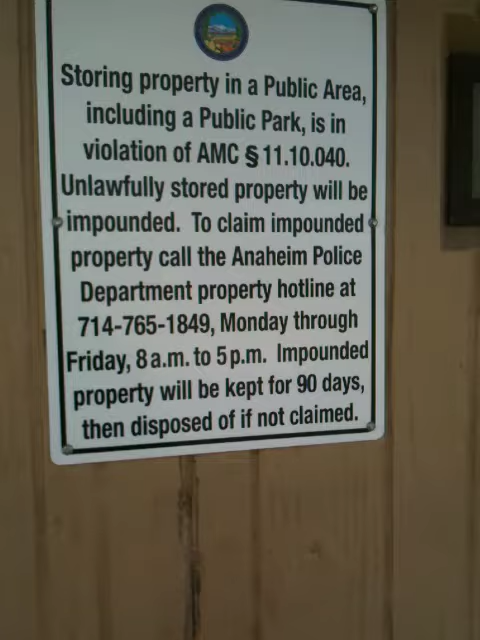 Storing property in a Public Area,
including a Public Park, is in
violation of AMC § 11.10.040.
Unlawfully stored property will be
impounded. To claim impounded
property call the Anaheim Police
Department property hotline at
714-765-1849, Monday through
Friday, 8 a.m. to 5 p.m. Impounded
property will be kept for 90 days,
then disposed of if not claimed.